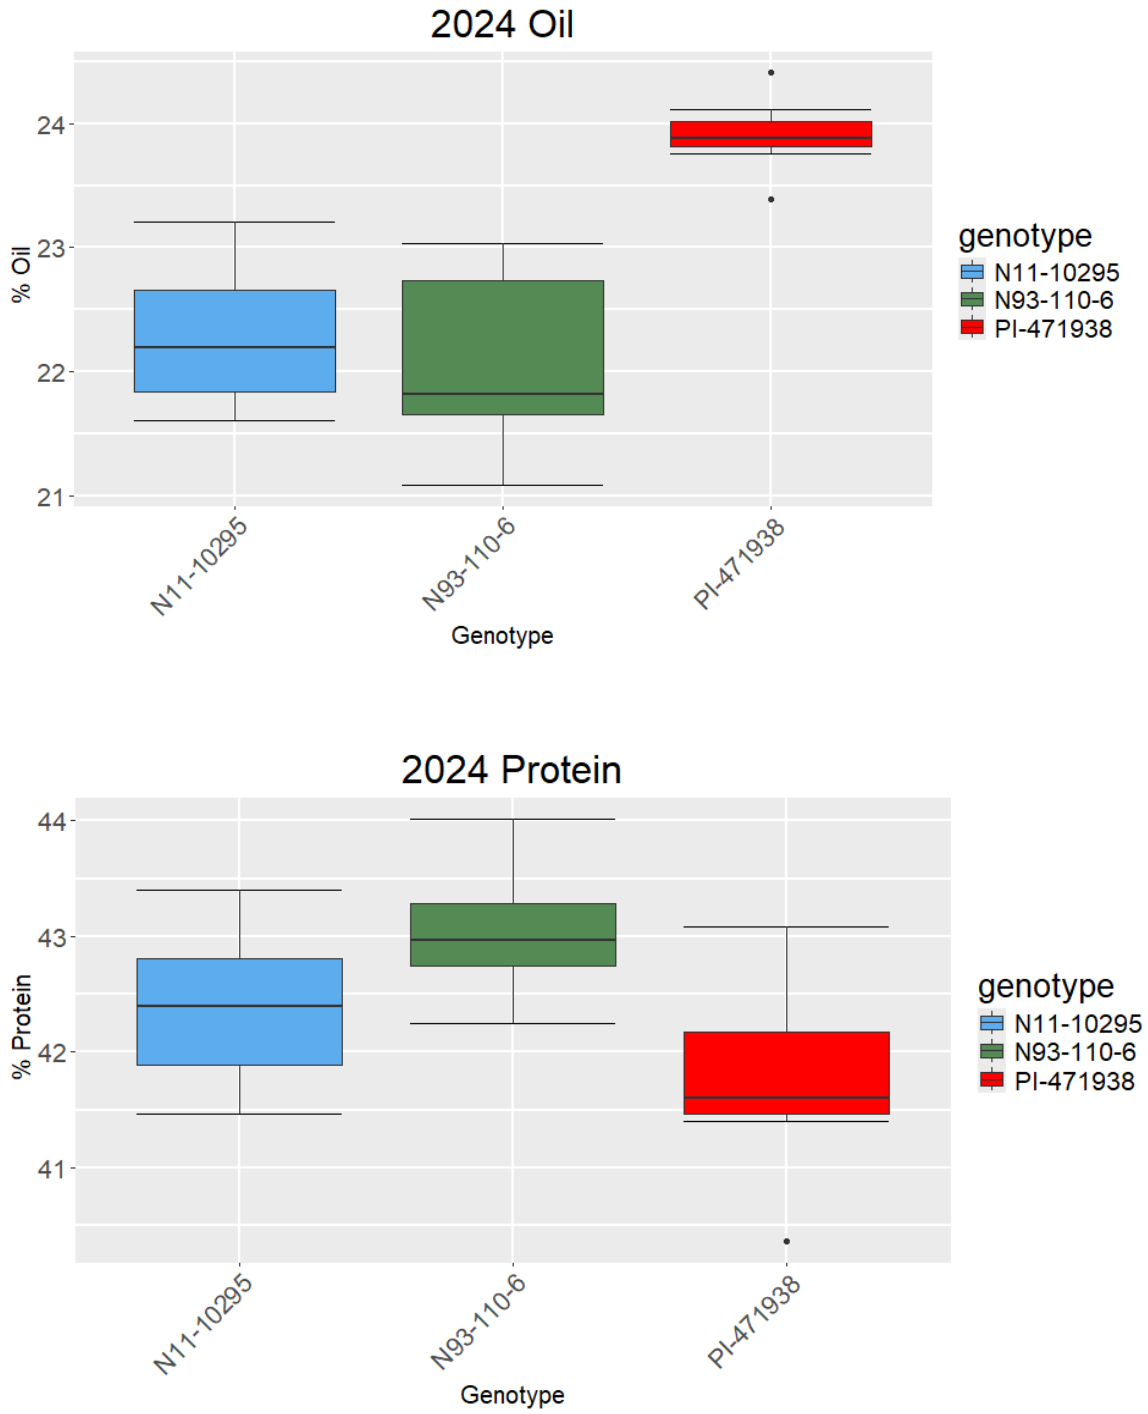 2024 Oil
24
23
22
21
% Oil
N11-10295
N93-110-6
PI-471938
Genotype
genotype
N11-10295
N93-110-6
PI-471938
2024 Protein
44
43
42
41
% Protein
N11-10295
N93-110-6
PI-471938
Genotype
genotype
N11-10295
N93-110-6
PI-471938